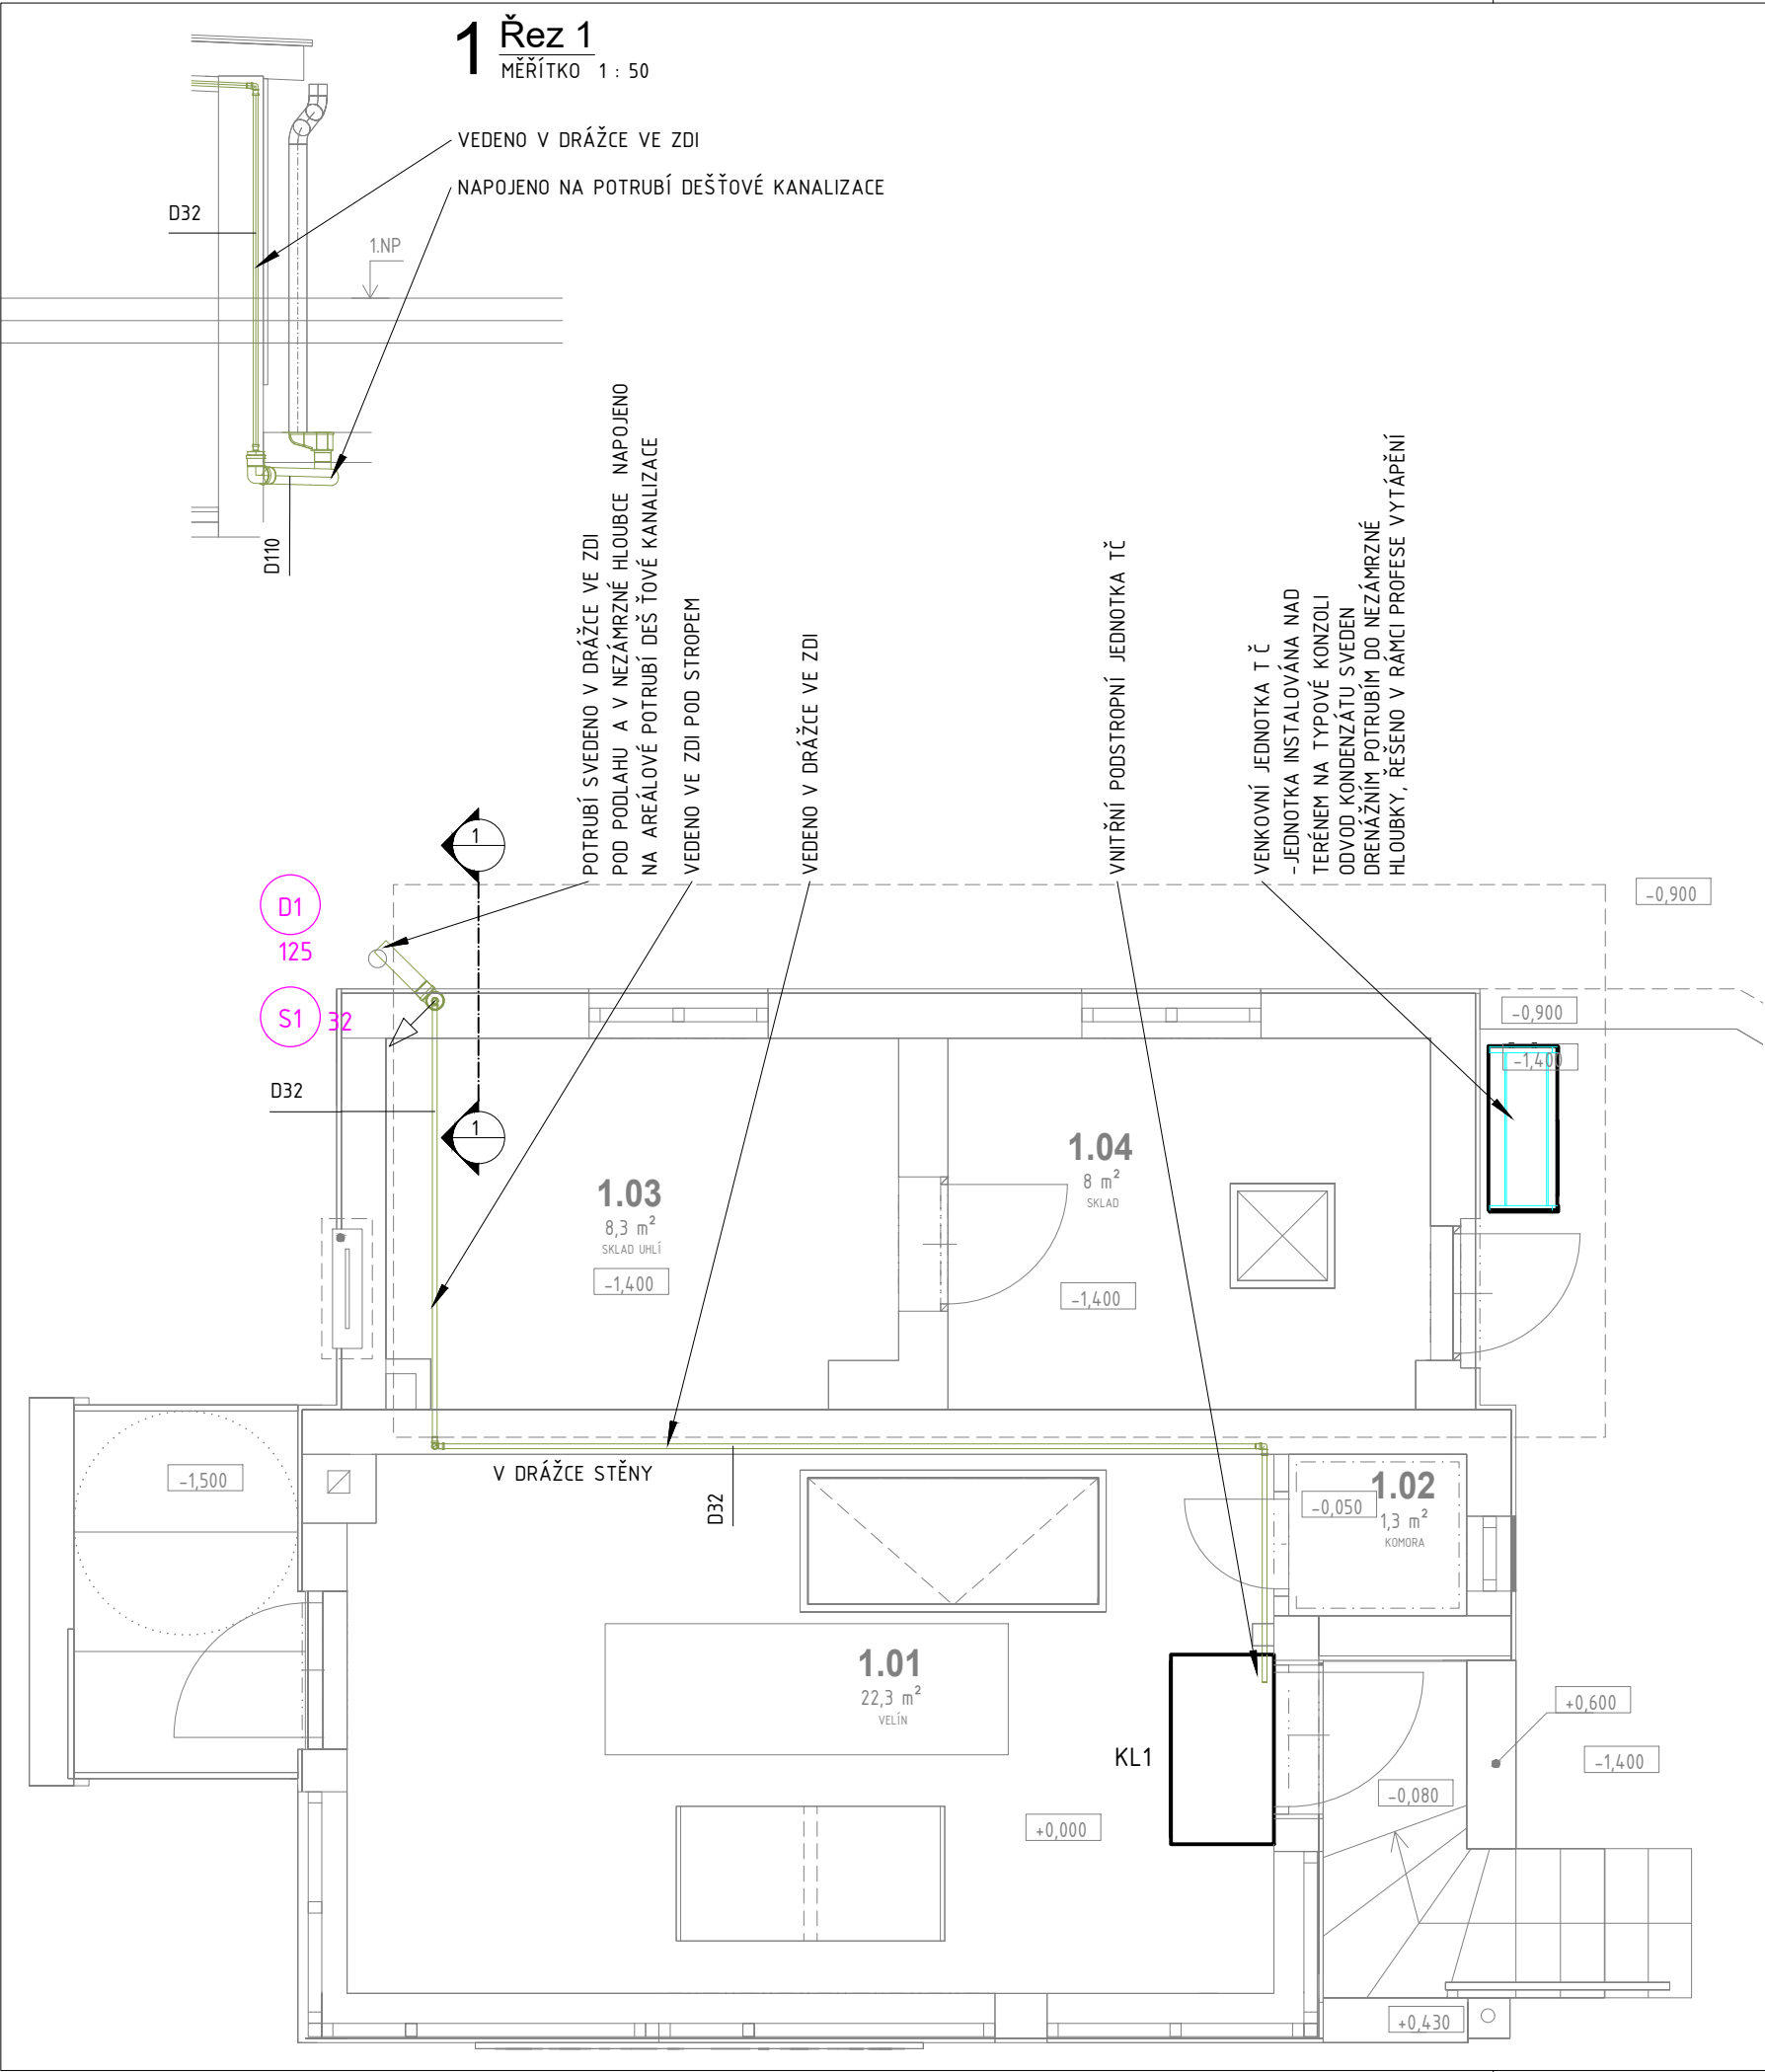 1 Řez 1
MĚŘÍTKO 1 : 50
VEDENO V DRÁŽCE VE ZDI
NAPOJENO NA POTRUBÍ DEŠŤOVÉ KANALIZACE
D32
1.NP
D110
POTRUBÍ SVEDENO V DRÁŽCE VE ZDI
POD PODLAHU A V NEZÁMRZNÉ HLOUBCE NAPOJENO
NA AREÁLOVÉ POTRUBÍ DEŠ ŤOVÉ KANALIZACE
VEDENO VE ZDI POD STROPEM
VEDENO V DRÁŽCE VE ZDI
VNITŘNÍ PODSTROPNÍ JEDNOTKA TČ
VENKOVNÍ JEDNOTKA T Č
-JEDNOTKA INSTALOVÁNA NAD
TERÉNEM NA TYPOVÉ KONZOLI
ODVOD KONDENZÁTU SVEDEN
DRENÁŽNÍM POTRUBÍM DO NEZÁMRZNÉ
HLOUBKY, ŘEŠENO V RÁMCI PROFESE VYTÁPĚNÍ
1
D1
125
-0,900
S1 32
-0,900
-1,400
D32
1
1.03
8,3 m²
SKLAD UHLÍ
-1,400
1.04
8 m²
SKLAD
-1,400
-1,500
V DRÁŽCE STĚNY
D32
1.02
-0,050
1,3 m²
KOMORA
1.01
22,3 m²
VELÍN
KL1
+0,600
-1,400
-0,080
+0,000
+0,430